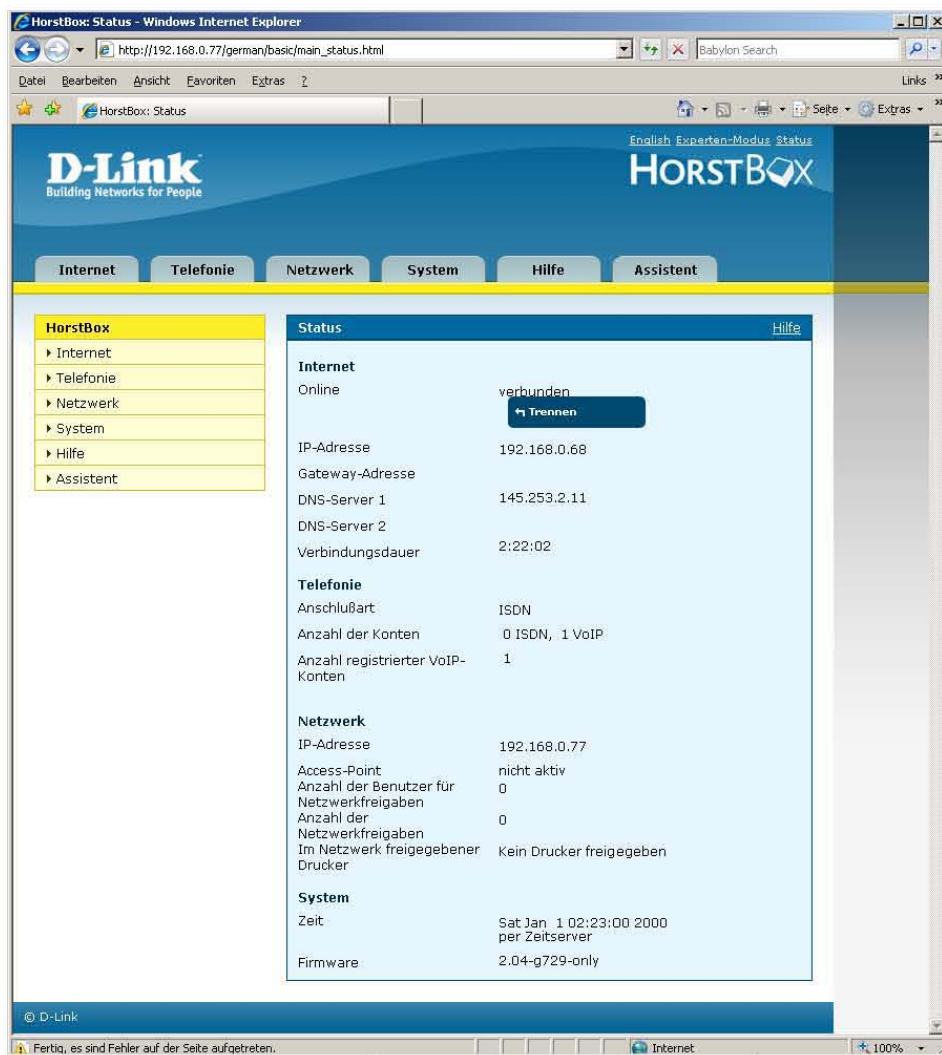 HorstBox: Status - Windows Internet Explorer
http://192.168.0.77/german/basic/main_status.html
Babylon Search
Datei Bearbeiten Ansicht Favoriten Extras ?
Links »
HorstBox: Status
Seite Extras »
English Experten-Modus Status
D-Link
Building Networks for People
HORSTBOX
Internet Telefonie Netzwerk System Hilfe Assistent
HorstBox
Internet
Telefonie
Netzwerk
System
Hilfe
Assistent
Status Hilfe
Internet
Online verbunden
Trennen
IP-Adresse 192.168.0.68
Gateway-Adresse
DNS-Server 1 145.253.2.11
DNS-Server 2
Verbindungsdauer 2:22:02
Telefonie
Anschlußart ISDN
Anzahl der Konten 0 ISDN, 1 VoIP
Anzahl registrierter VoIP- 1
Konten
Netzwerk
IP-Adresse 192.168.0.77
Access-Point nicht aktiv
Anzahl der Benutzer für 0
Netzwerkfreigaben
Anzahl der 0
Netzwerkfreigaben
Im Netzwerk freigegebener Kein Drucker freigegeben
Drucker
System
Zeit Sat Jan 1 02:23:00 2000
per Zeitserver
Firmware 2.04-g729-only
© D-Link
Fertig, es sind Fehler auf der Seite aufgetreten. Internet 100%